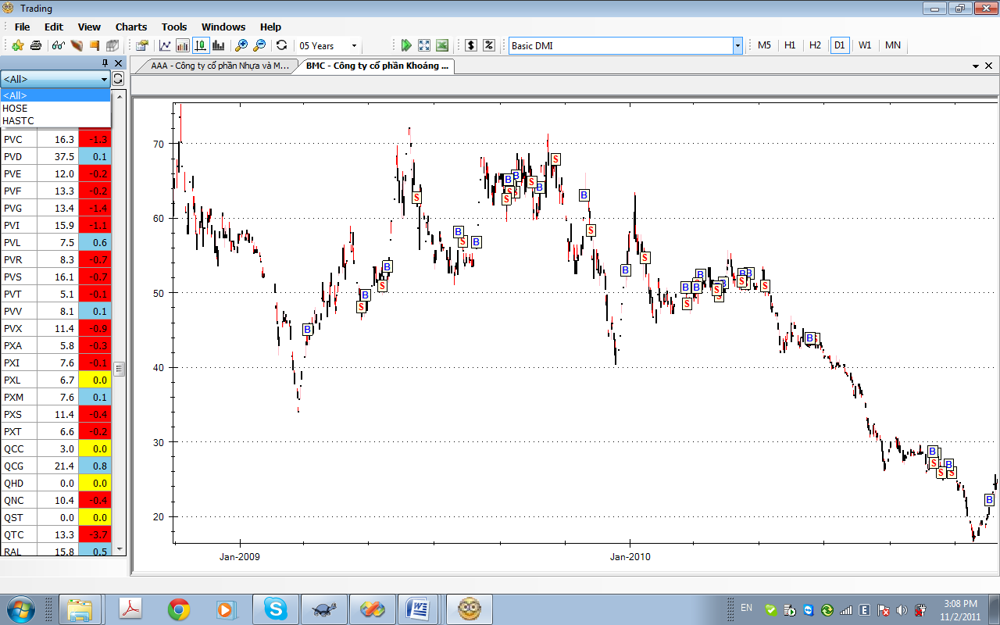 Trading
File Edit View Charts Tools Windows Help
05 Years Basic DMI M5 H1 H2 D1 W1 MN
AAA - Công ty cổ phần Nhựa và M... BMC - Công ty cổ phần Khoáng ...
<All>
<All>
HOSE
HASTC
PVC 16.3 -1.3
PVD 37.5 0.1
PVE 12.0 -0.2
PVF 13.3 -0.2
PVG 13.4 -1.4
PVI 15.9 -1.1
PVL 7.5 0.6
PVR 8.3 -0.7
PVS 16.1 -0.7
PVT 5.1 -0.1
PVV 8.1 0.1
PVX 11.4 -0.9
PXA 5.8 -0.3
PXI 7.6 -0.1
PXL 6.7 0.0
PXM 7.6 0.1
PXS 11.4 -0.4
PXT 6.6 -0.2
QCC 3.0 0.0
QCG 21.4 0.8
QHD 0.0 0.0
QNC 10.4 -0.4
QST 0.0 0.0
QTC 13.3 -3.7
RAL 15.8 0.5
70
60
50
40
30
20
Jan-2009 Jan-2010
EN
3:08 PM
11/2/2011